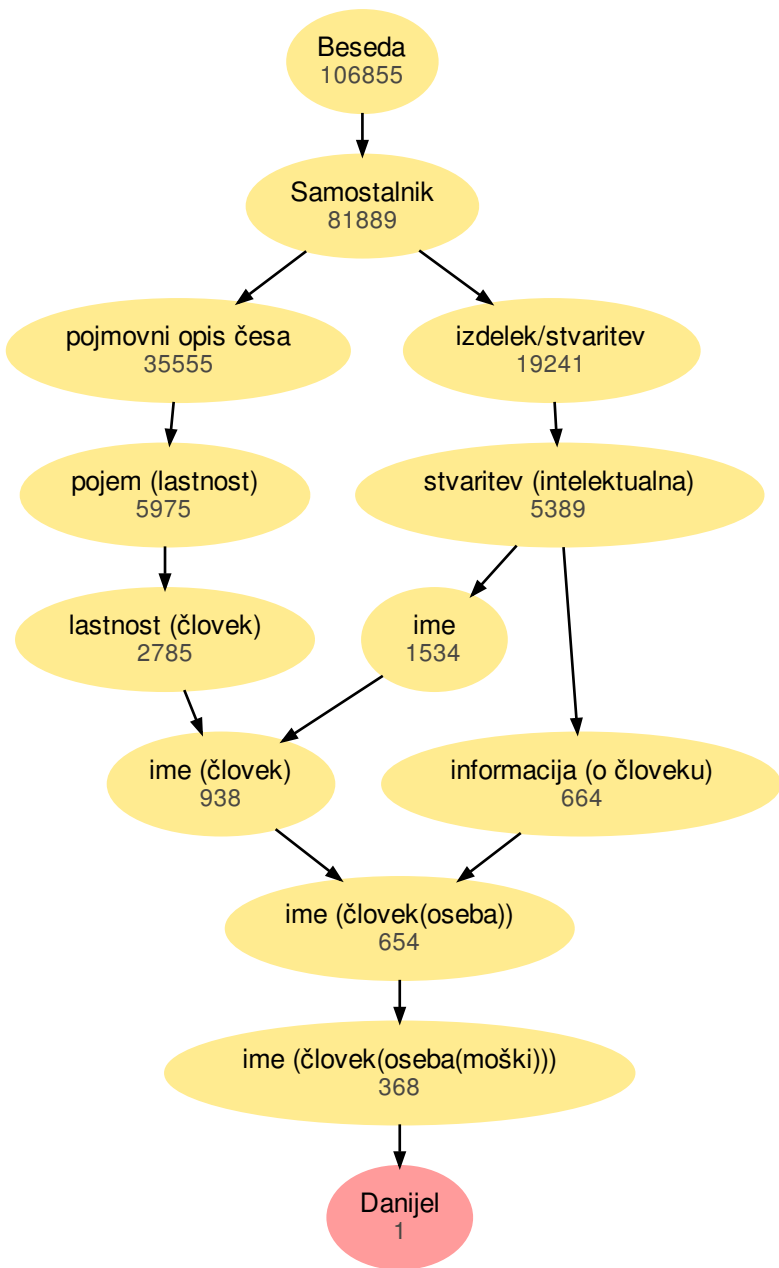 Beseda
106855
Samostalnik
81889
pojmovni opis česa
35555
izdelek/stvaritev
19241
pojem (lastnost)
5975
stvaritev (intelektualna)
5389
lastnost (človek)
2785
ime
1534
ime (človek)
938
informacija (o človeku)
664
ime (človek(oseba))
654
ime (človek(oseba(moški)))
368
Danijel
1